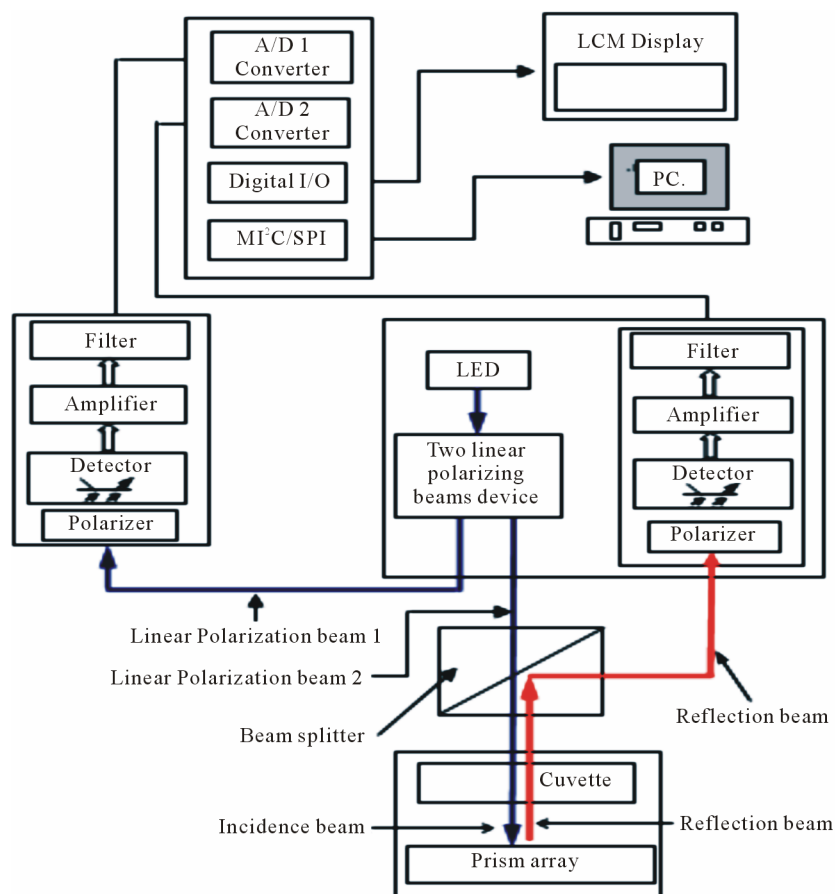 A/D 1
Converter
A/D 2
Converter
Digital I/O
MI²C/SPI
LCM Display
PC.
Filter
Amplifier
Detector
Polarizer
LED
Two linear
polarizing
beams device
Filter
Amplifier
Detector
Polarizer
Linear Polarization beam 1
Linear Polarization beam 2
Beam splitter
Reflection beam
Cuvette
Incidence beam
Reflection beam
Prism array